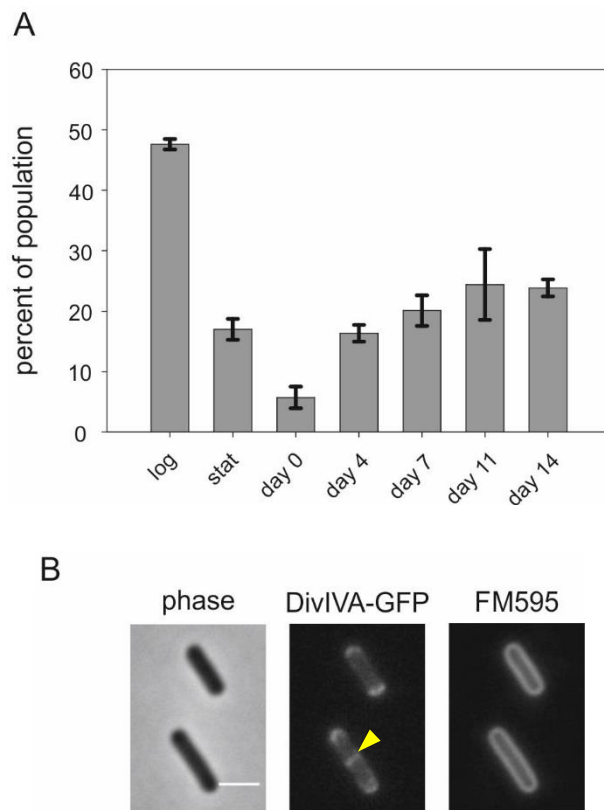 A
percent of population
60
50
40
30
20
10
0
log stat day 0 day 4 day 7 day 11 day 14
B
phase DivIVA-GFP FM595